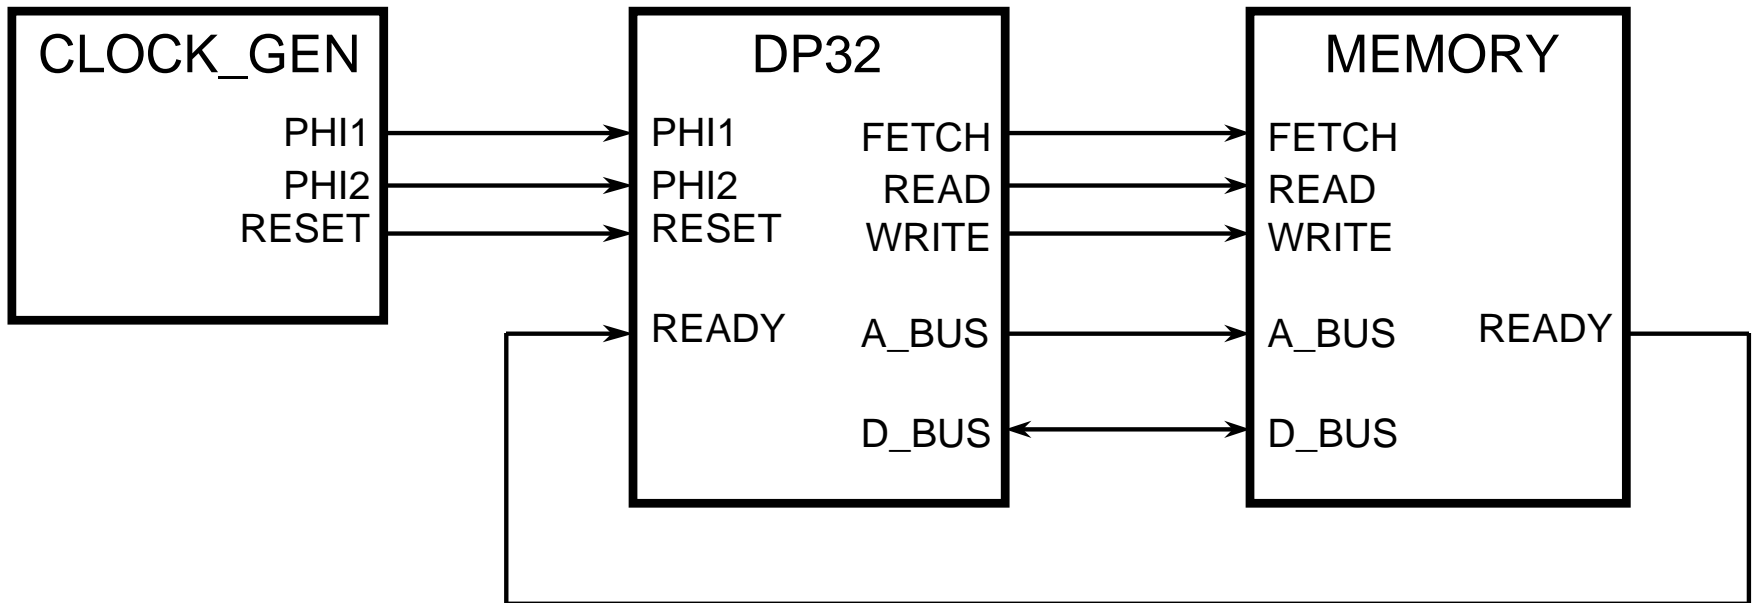 CLOCK_GEN
PHI1
PHI2
RESET
DP32
PHI1
PHI2
RESET
READY
FETCH
READ
WRITE
A_BUS
D_BUS
MEMORY
FETCH
READ
WRITE
A_BUS
D_BUS
READY